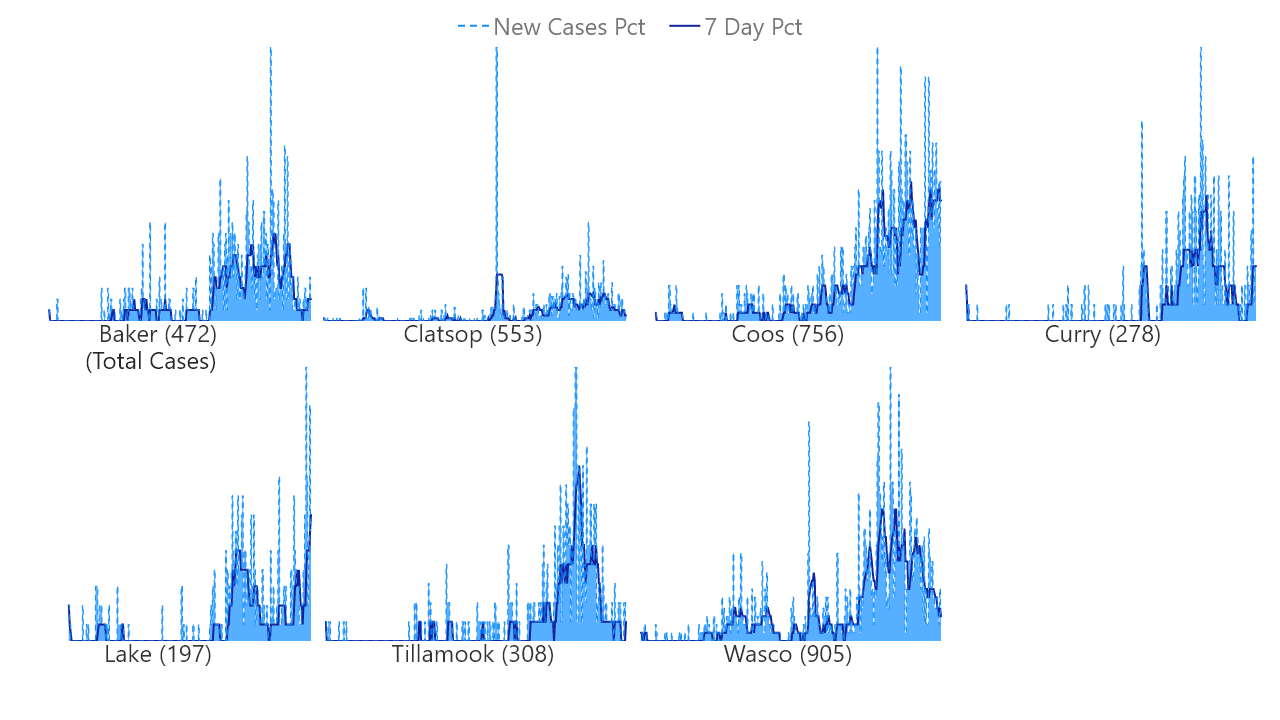 New Cases Pct 7 Day Pct
Baker (472)
(Total Cases)
Clatsop (553)
Coos (756)
Curry (278)
Lake (197)
Tillamook (308)
Wasco (905)